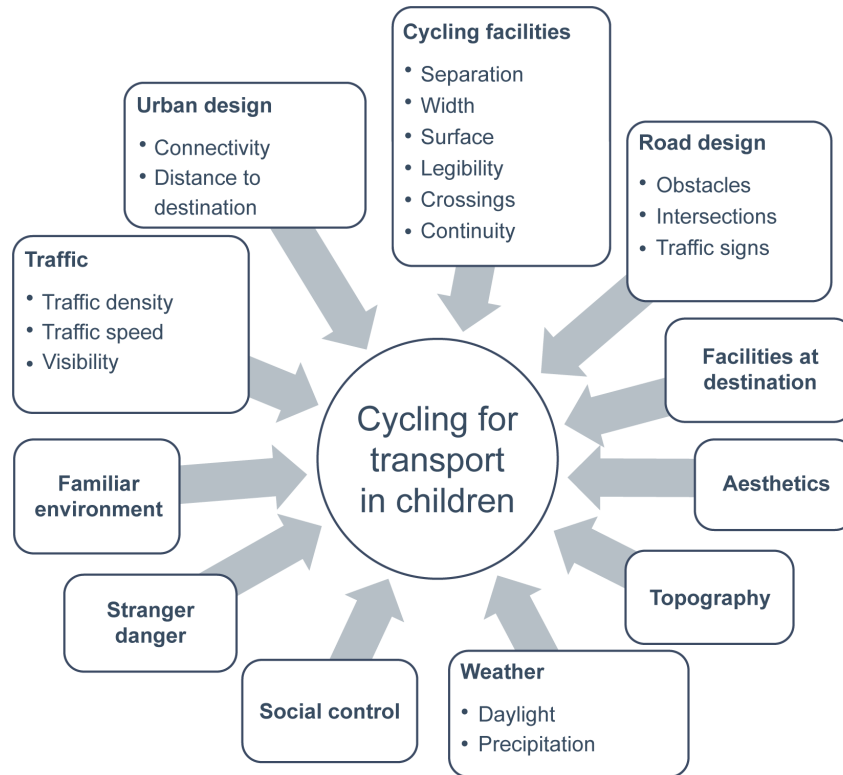 Cycling facilities
• Separation
• Width
• Surface
• Legibility
• Crossings
• Continuity
Urban design
• Connectivity
• Distance to
destination
Road design
• Obstacles
• Intersections
• Traffic signs
Traffic
• Traffic density
• Traffic speed
• Visibility
Facilities at
destination
Cycling for
transport
in children
Familiar
environment
Aesthetics
Stranger
danger
Topography
Social control
Weather
• Daylight
• Precipitation